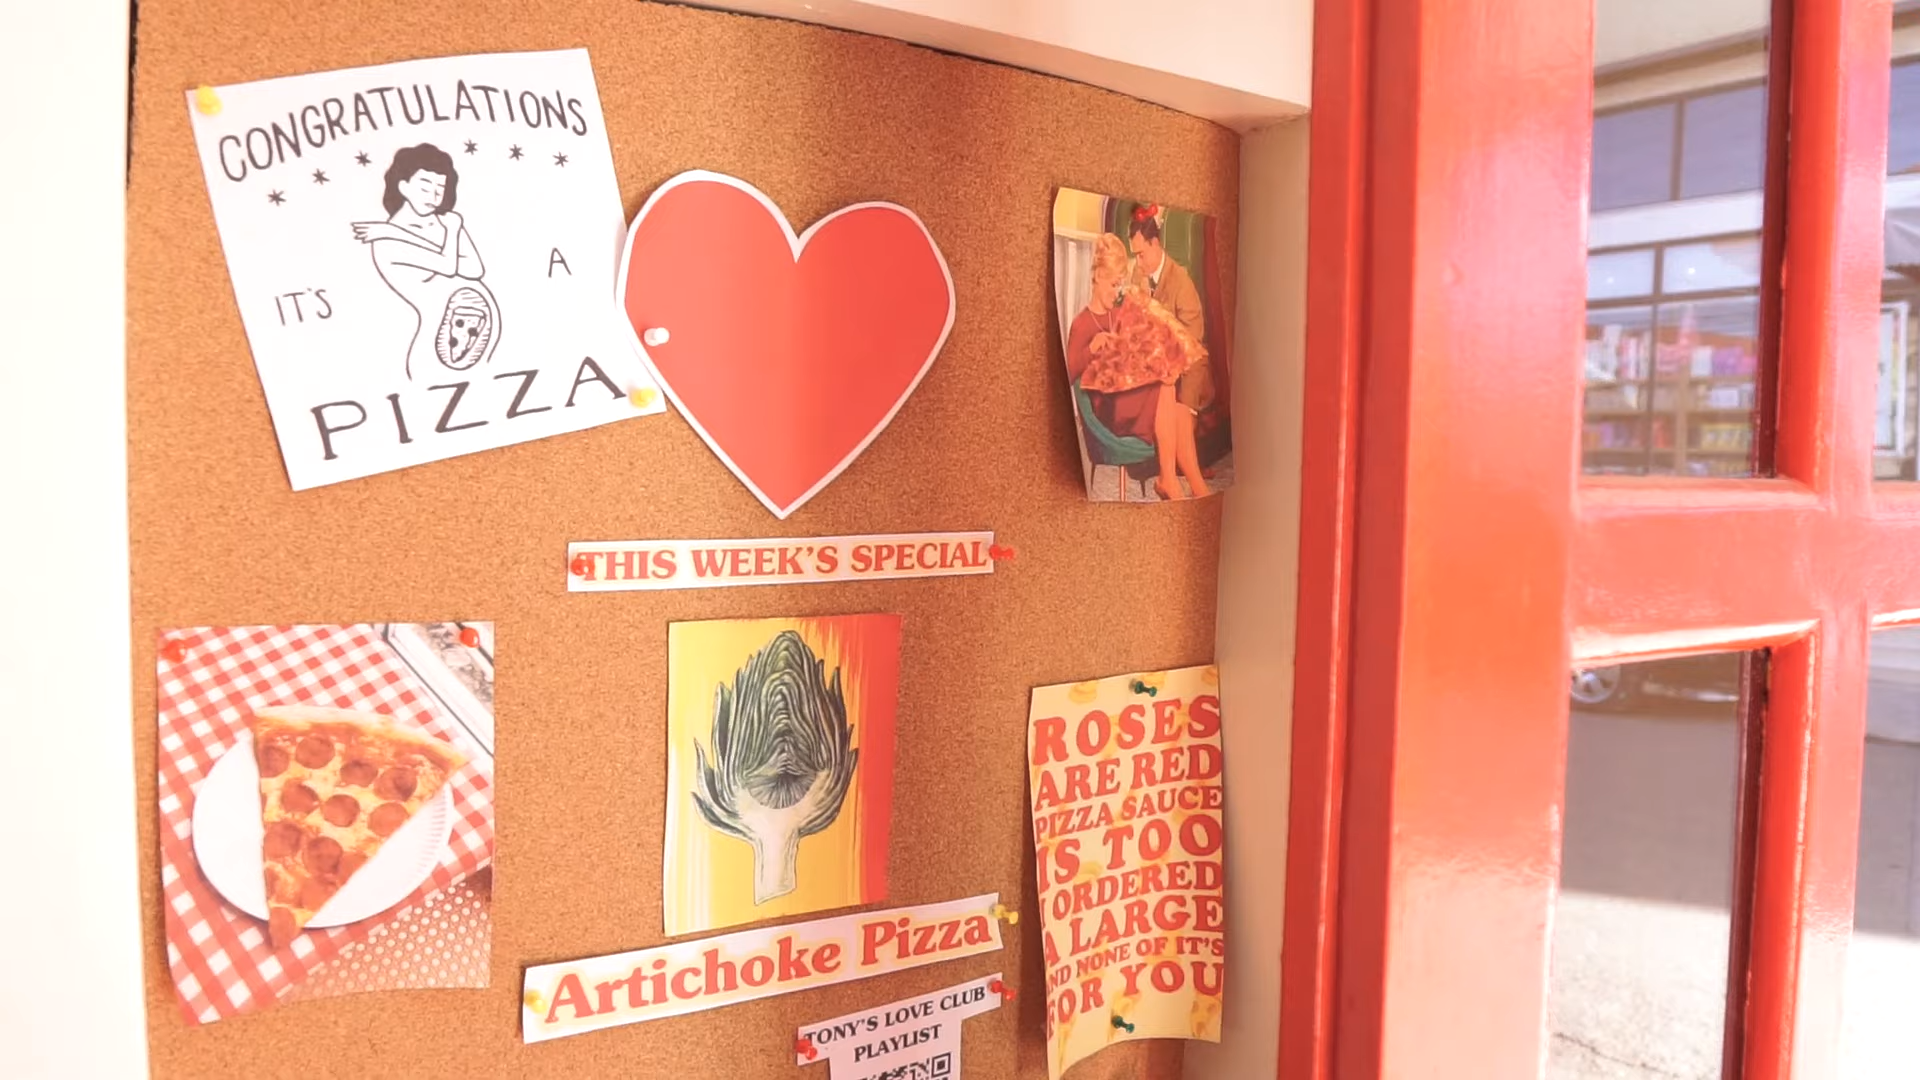 CONGRATULATIONS
IT'S A
PIZZA
THIS WEEK'S SPECIAL
Artichoke Pizza
TONY'S LOVE CLUB
PLAYLIST
ROSES
ARE RED
PIZZA SAUCE
IS TOO
I ORDERED
A LARGE
AND NONE OF IT'S
FOR YOU